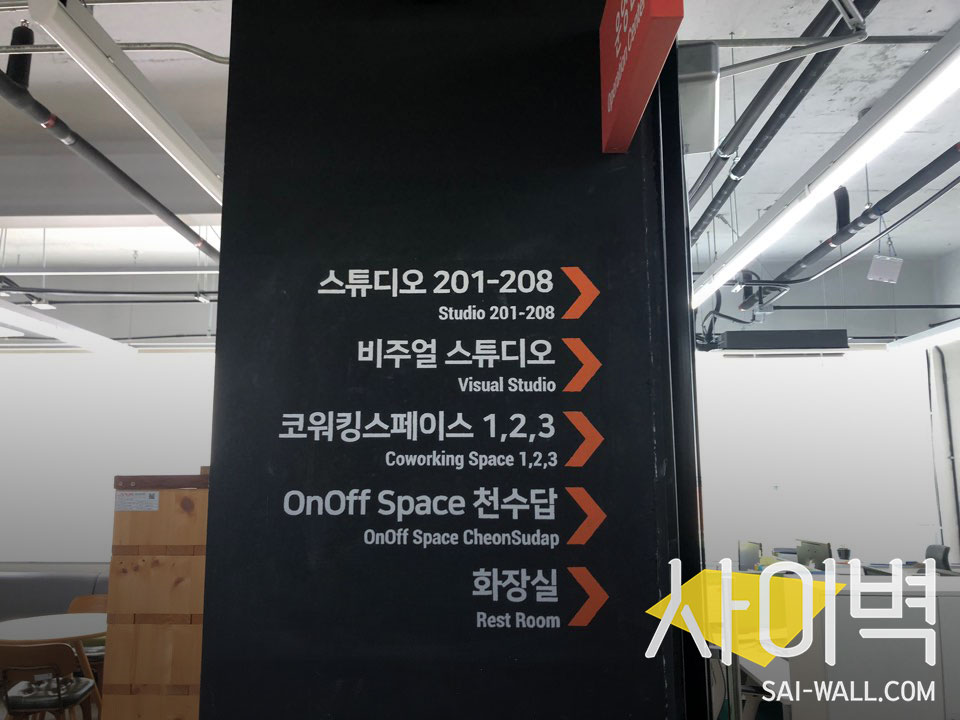 Operation Center
스튜디오 201-208
Studio 201-208
비주얼 스튜디오
Visual Studio
코워킹스페이스 1,2,3
Coworking Space 1,2,3
OnOff Space 천수답
OnOff Space CheonSudap
화장실
Rest Room
사이벽
SAI-WALL.COM